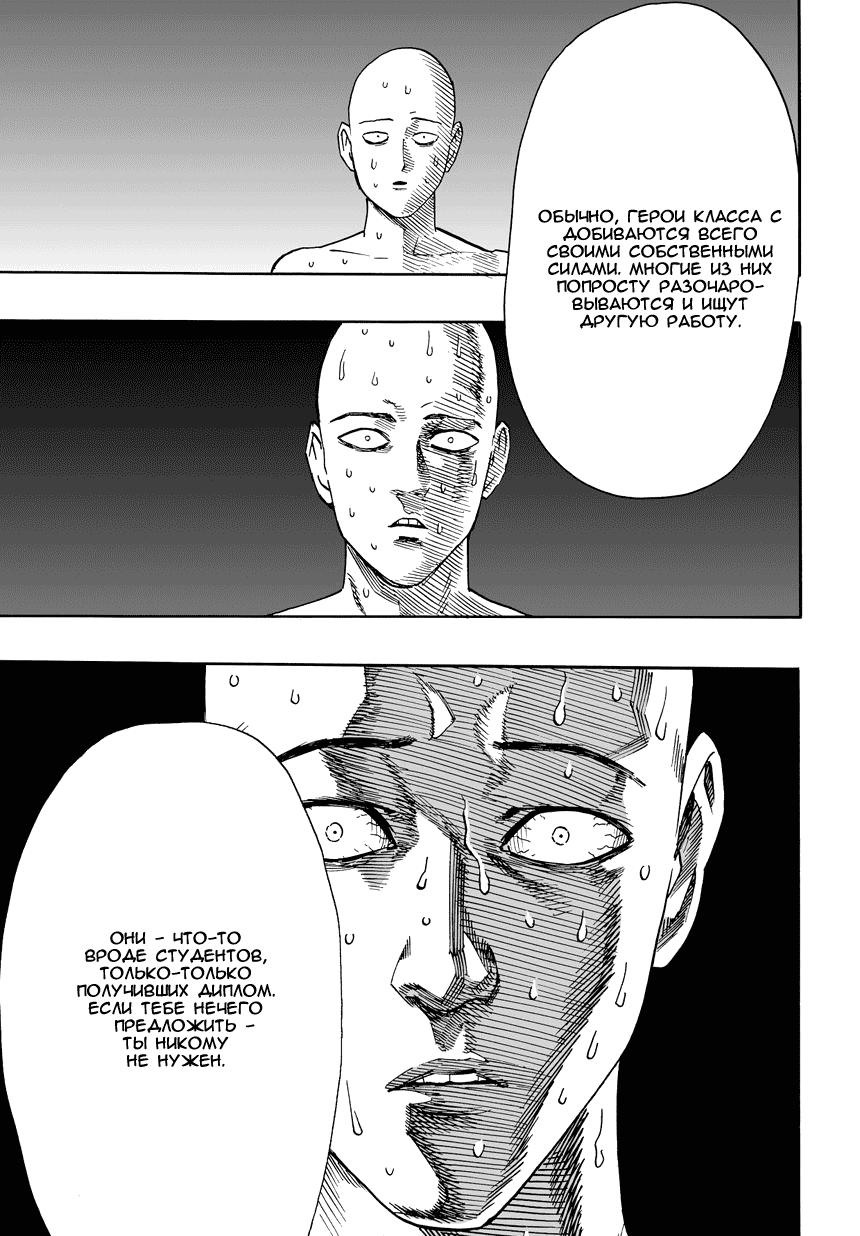 ОБЫЧНО, ГЕРОИ КЛАССА С
ДОБИВАЮТСЯ ВСЕГО
СВОИМИ СОБСТВЕННЫМИ
СИЛАМИ. МНОГИЕ ИЗ НИХ
ПОПРОСТУ РАЗОЧАРО-
ВЫВАЮТСЯ И ИЩУТ
ДРУГУЮ РАБОТУ.
ОНИ - ЧТО-ТО
ВРОДЕ СТУДЕНТОВ,
ТОЛЬКО-ТОЛЬКО
ПОЛУЧИВШИХ ДИПЛОМ.
ЕСЛИ ТЕБЕ НЕЧЕГО
ПРЕДЛОЖИТЬ -
ТЫ НИКОМУ
НЕ НУЖЕН.